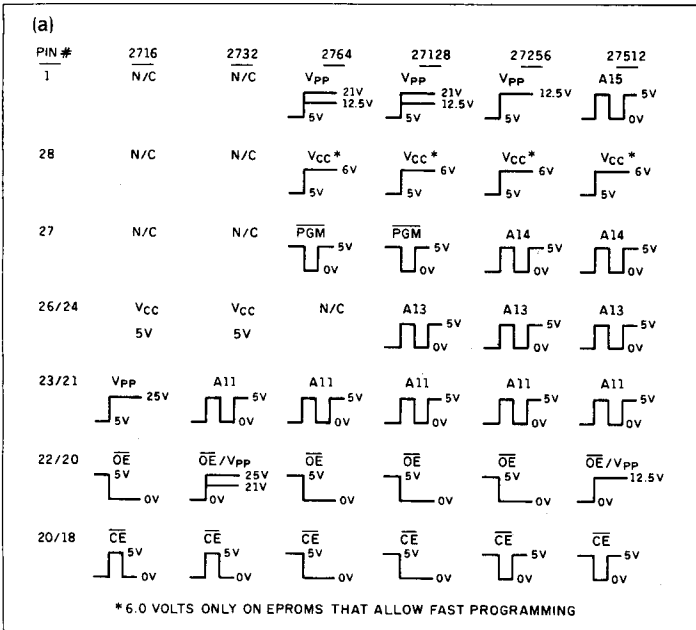 (a)
PIN # 2716 2732 2764 27128 27256 27512
1 N/C N/C VPP VPP VPP A15
21V 21V 12.5V 5V
12.5V 12.5V
5V 5V 5V 0V
28 N/C N/C VCC* VCC* VCC* VCC*
6V 6V 6V 6V
5V 5V 5V 5V
27 N/C N/C PGM PGM A14 A14
5V 5V 5V 5V
0V 0V 0V 0V
26/24 VCC VCC N/C A13 A13 A13
5V 5V 5V 5V 5V
0V 0V 0V
23/21 VPP A11 A11 A11 A11 A11
25V 5V 5V 5V 5V 5V
5V 0V 0V 0V 0V 0V
22/20 OE OE/VPP OE OE OE OE/VPP
5V 25V 5V 5V 5V 12.5V
21V
0V 0V 0V 0V 0V 0V
20/18 CE CE CE CE CE CE
5V 5V 5V 5V 5V 5V
0V 0V 0V 0V 0V 0V
*6.0 VOLTS ONLY ON EPROMS THAT ALLOW FAST PROGRAMMING